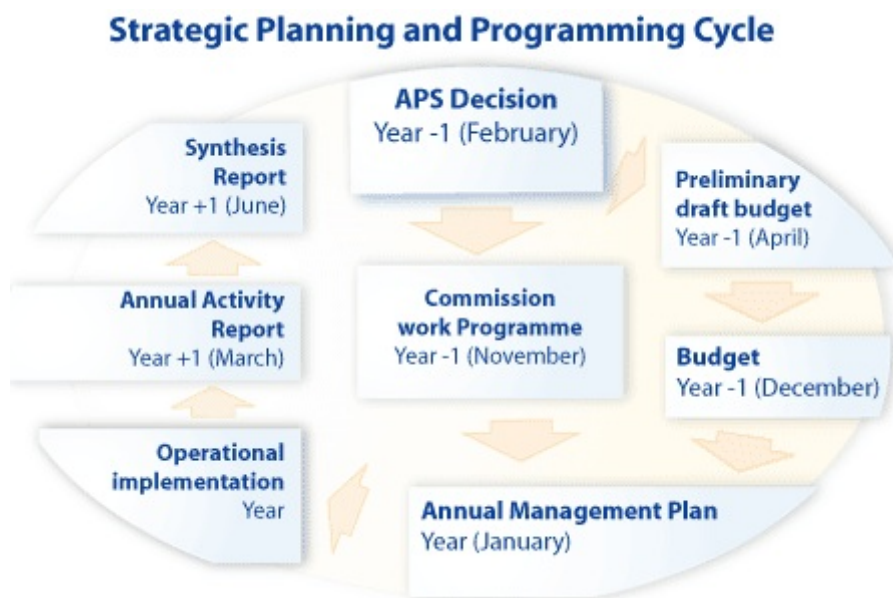 Strategic Planning and Programming Cycle
APS Decision
Year -1 (February)
Synthesis
Report
Year +1 (June)
Preliminary
draft budget
Year -1 (April)
Annual Activity
Report
Year +1 (March)
Commission
work Programme
Year -1 (November)
Budget
Year -1 (December)
Operational
implementation
Year
Annual Management Plan
Year (January)